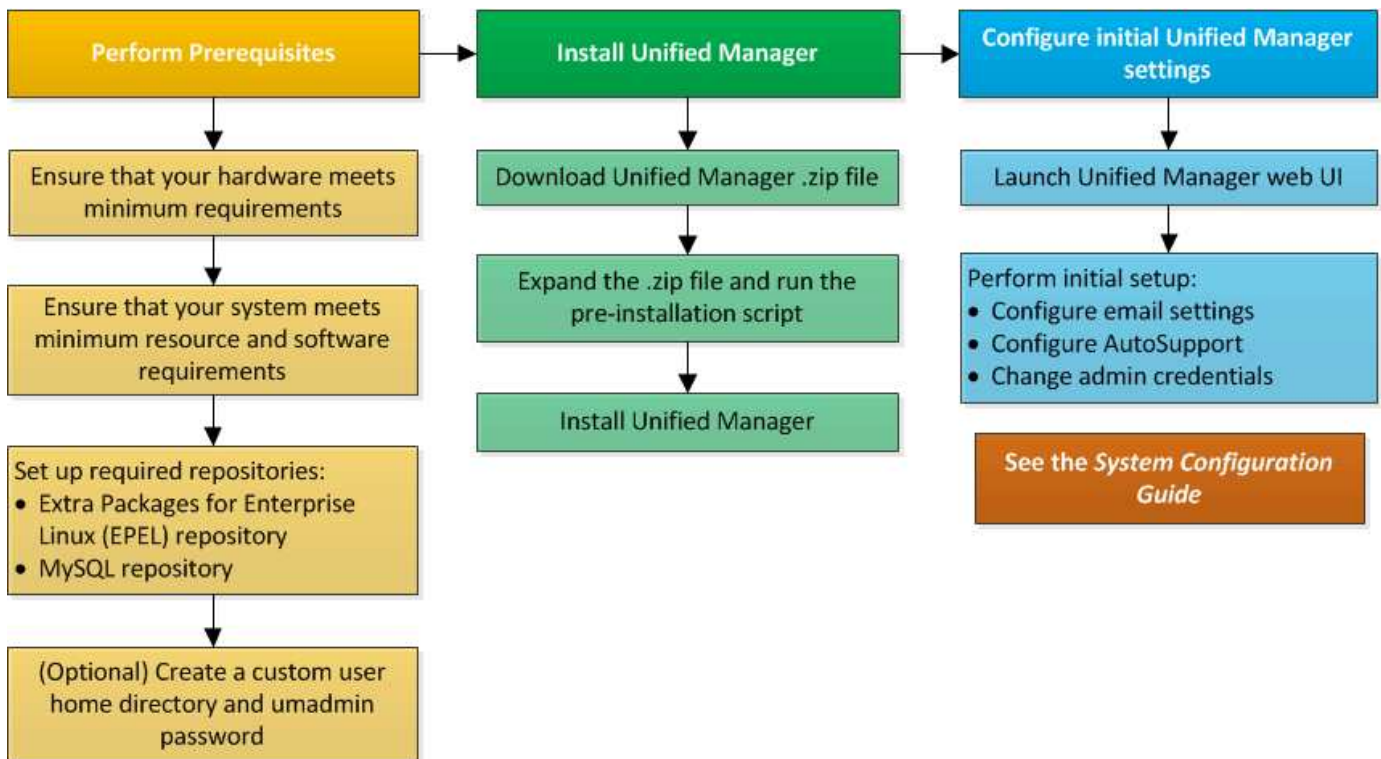 Perform Prerequisites
Ensure that your hardware meets
minimum requirements
Ensure that your system meets
minimum resource and software
requirements
Set up required repositories:
• Extra Packages for Enterprise
Linux (EPEL) repository
• MySQL repository
(Optional) Create a custom user
home directory and umadmin
password
Install Unified Manager
Download Unified Manager .zip file
Expand the .zip file and run the
pre-installation script
Install Unified Manager
Configure initial Unified Manager
settings
Launch Unified Manager web UI
Perform initial setup:
• Configure email settings
• Configure AutoSupport
• Change admin credentials
See the System Configuration
Guide